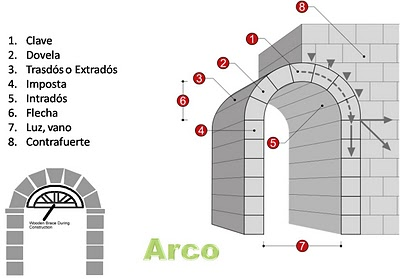 1. Clave
2. Dovela
3. Trasdós o Extradós
4. Imposta
5. Intradós
6. Flecha
7. Luz, vano
8. Contrafuerte
Wooden Brace During
Construction
Arco
8
1
2
3
6
4
5
7